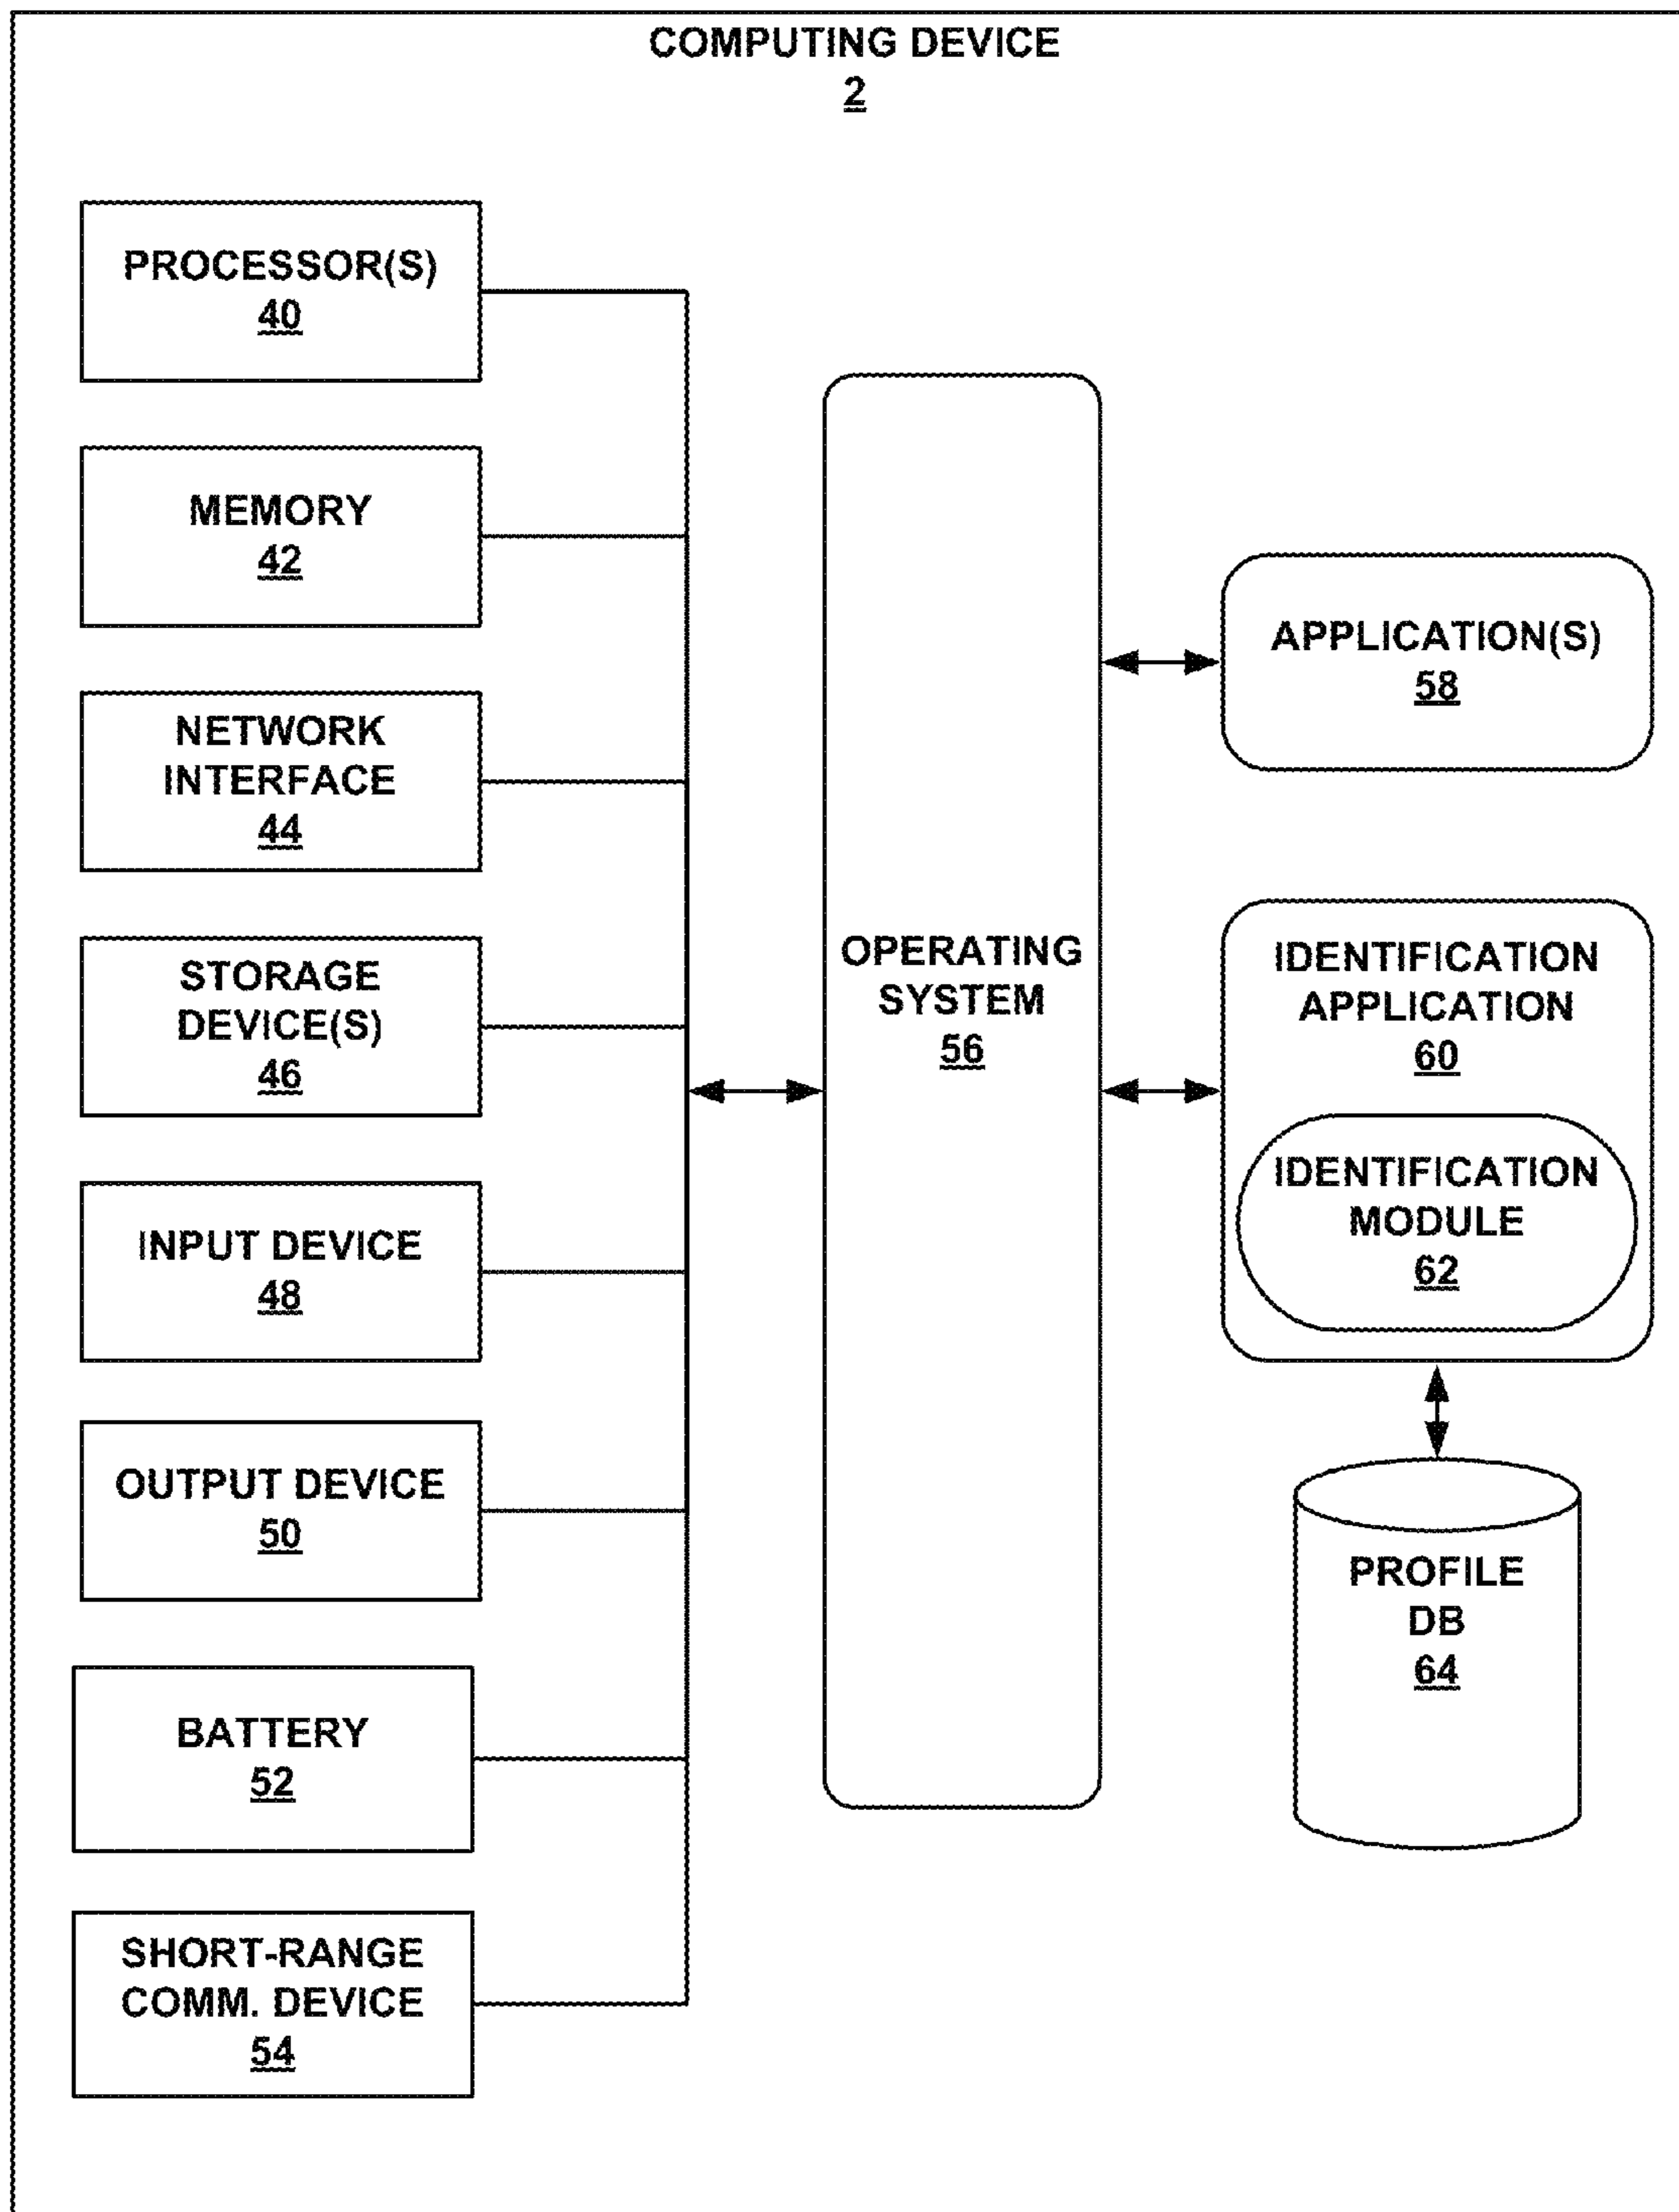 COMPUTING DEVICE
2
PROCESSOR(S)
40
MEMORY
42
NETWORK
INTERFACE
44
STORAGE
DEVICE(S)
46
INPUT DEVICE
48
OUTPUT DEVICE
50
BATTERY
52
SHORT-RANGE
COMM. DEVICE
54
OPERATING
SYSTEM
56
APPLICATION(S)
58
IDENTIFICATION
APPLICATION
60
IDENTIFICATION
MODULE
62
PROFILE
DB
64